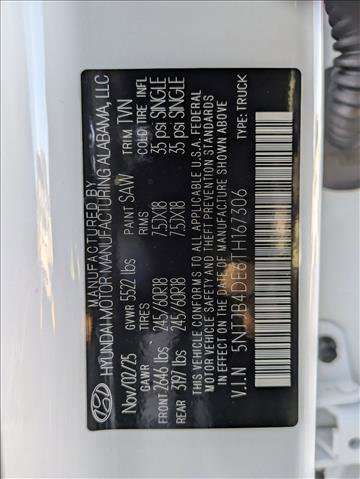 MANUFACTURED BY
HYUNDAI MOTOR MANUFACTURING ALABAMA, LLC
Nov/02/25 GVWR 5522 lbs PAINT SAW TRIM TVN
GAWR TIRES RIMS COLD TIRE INFL
FRONT 2646 lbs 245/60R18 7.5JX18 35 psi SINGLE
REAR 3197 lbs 245/60R18 7.5JX18 35 psi SINGLE
THIS VEHICLE CONFORMS TO ALL APPLICABLE U.S.A. FEDERAL
MOTOR VEHICLE SAFETY AND THEFT PREVENTION STANDARDS
IN EFFECT ON THE DATE OF MANUFACTURE SHOWN ABOVE
V.I.N 5NTJB4DE6TH167306 TYPE: TRUCK